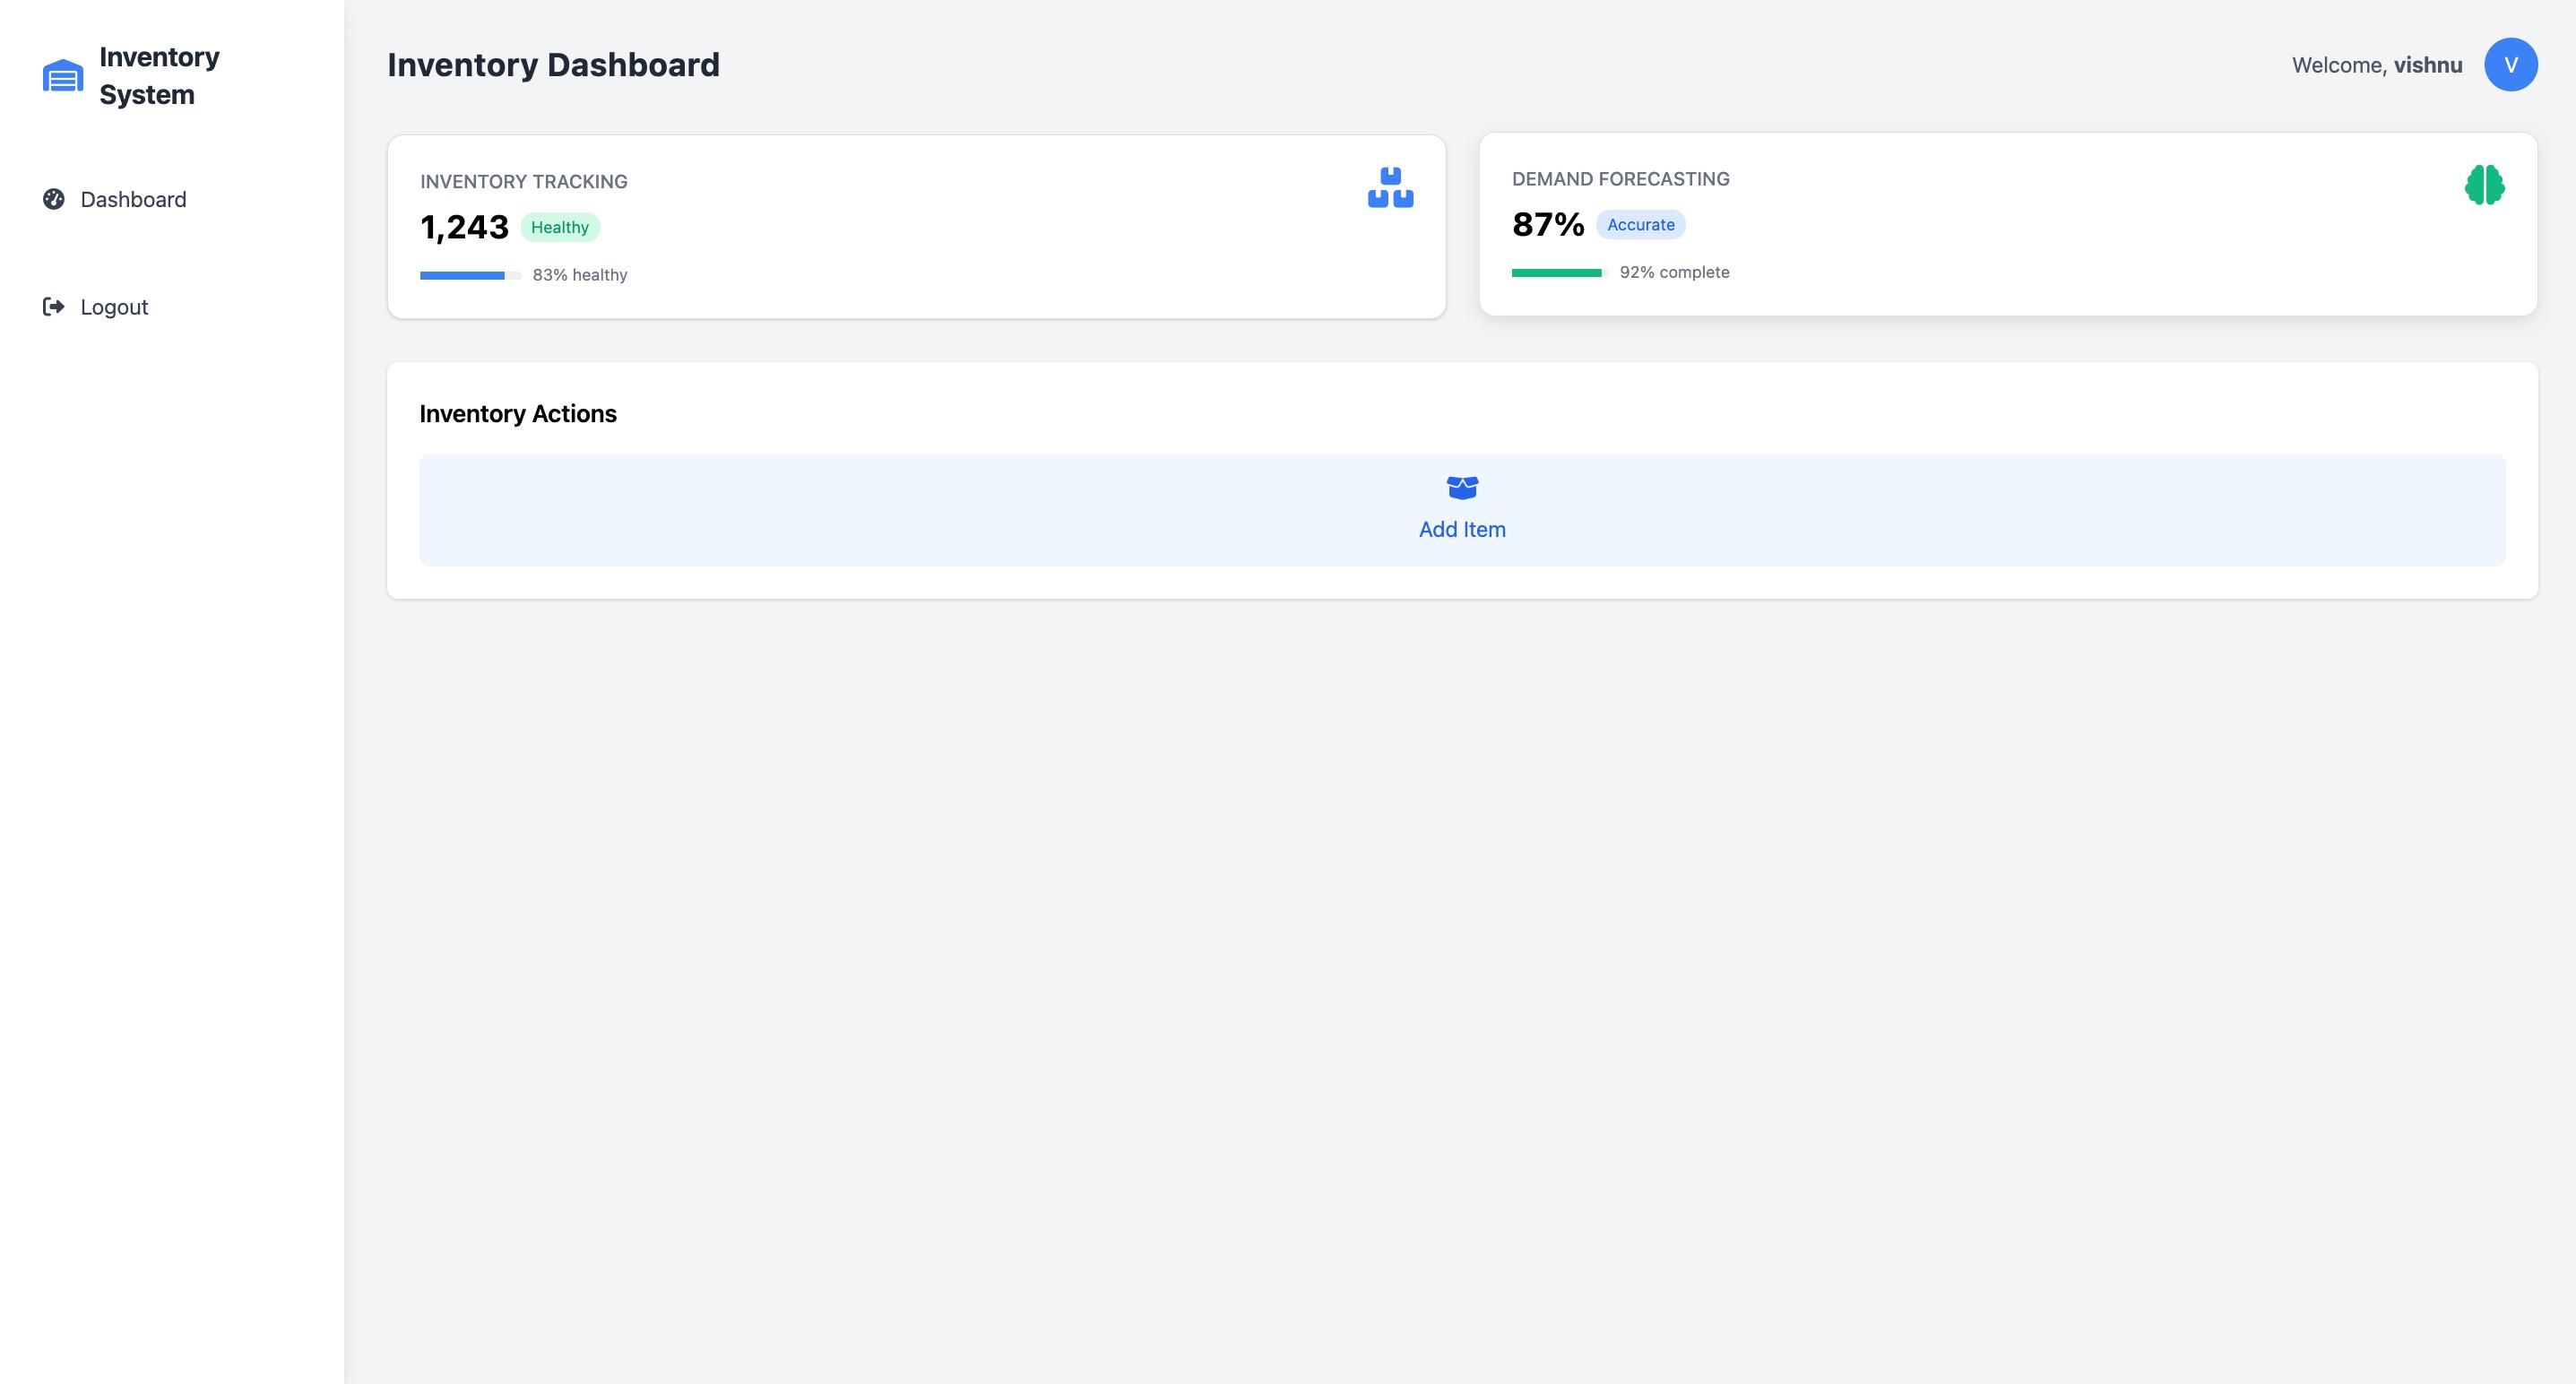 Inventory
System
Dashboard
Logout
Inventory Dashboard
Welcome, vishnu
V
INVENTORY TRACKING
1,243 Healthy
83% healthy
DEMAND FORECASTING
87% Accurate
92% complete
Inventory Actions
Add Item